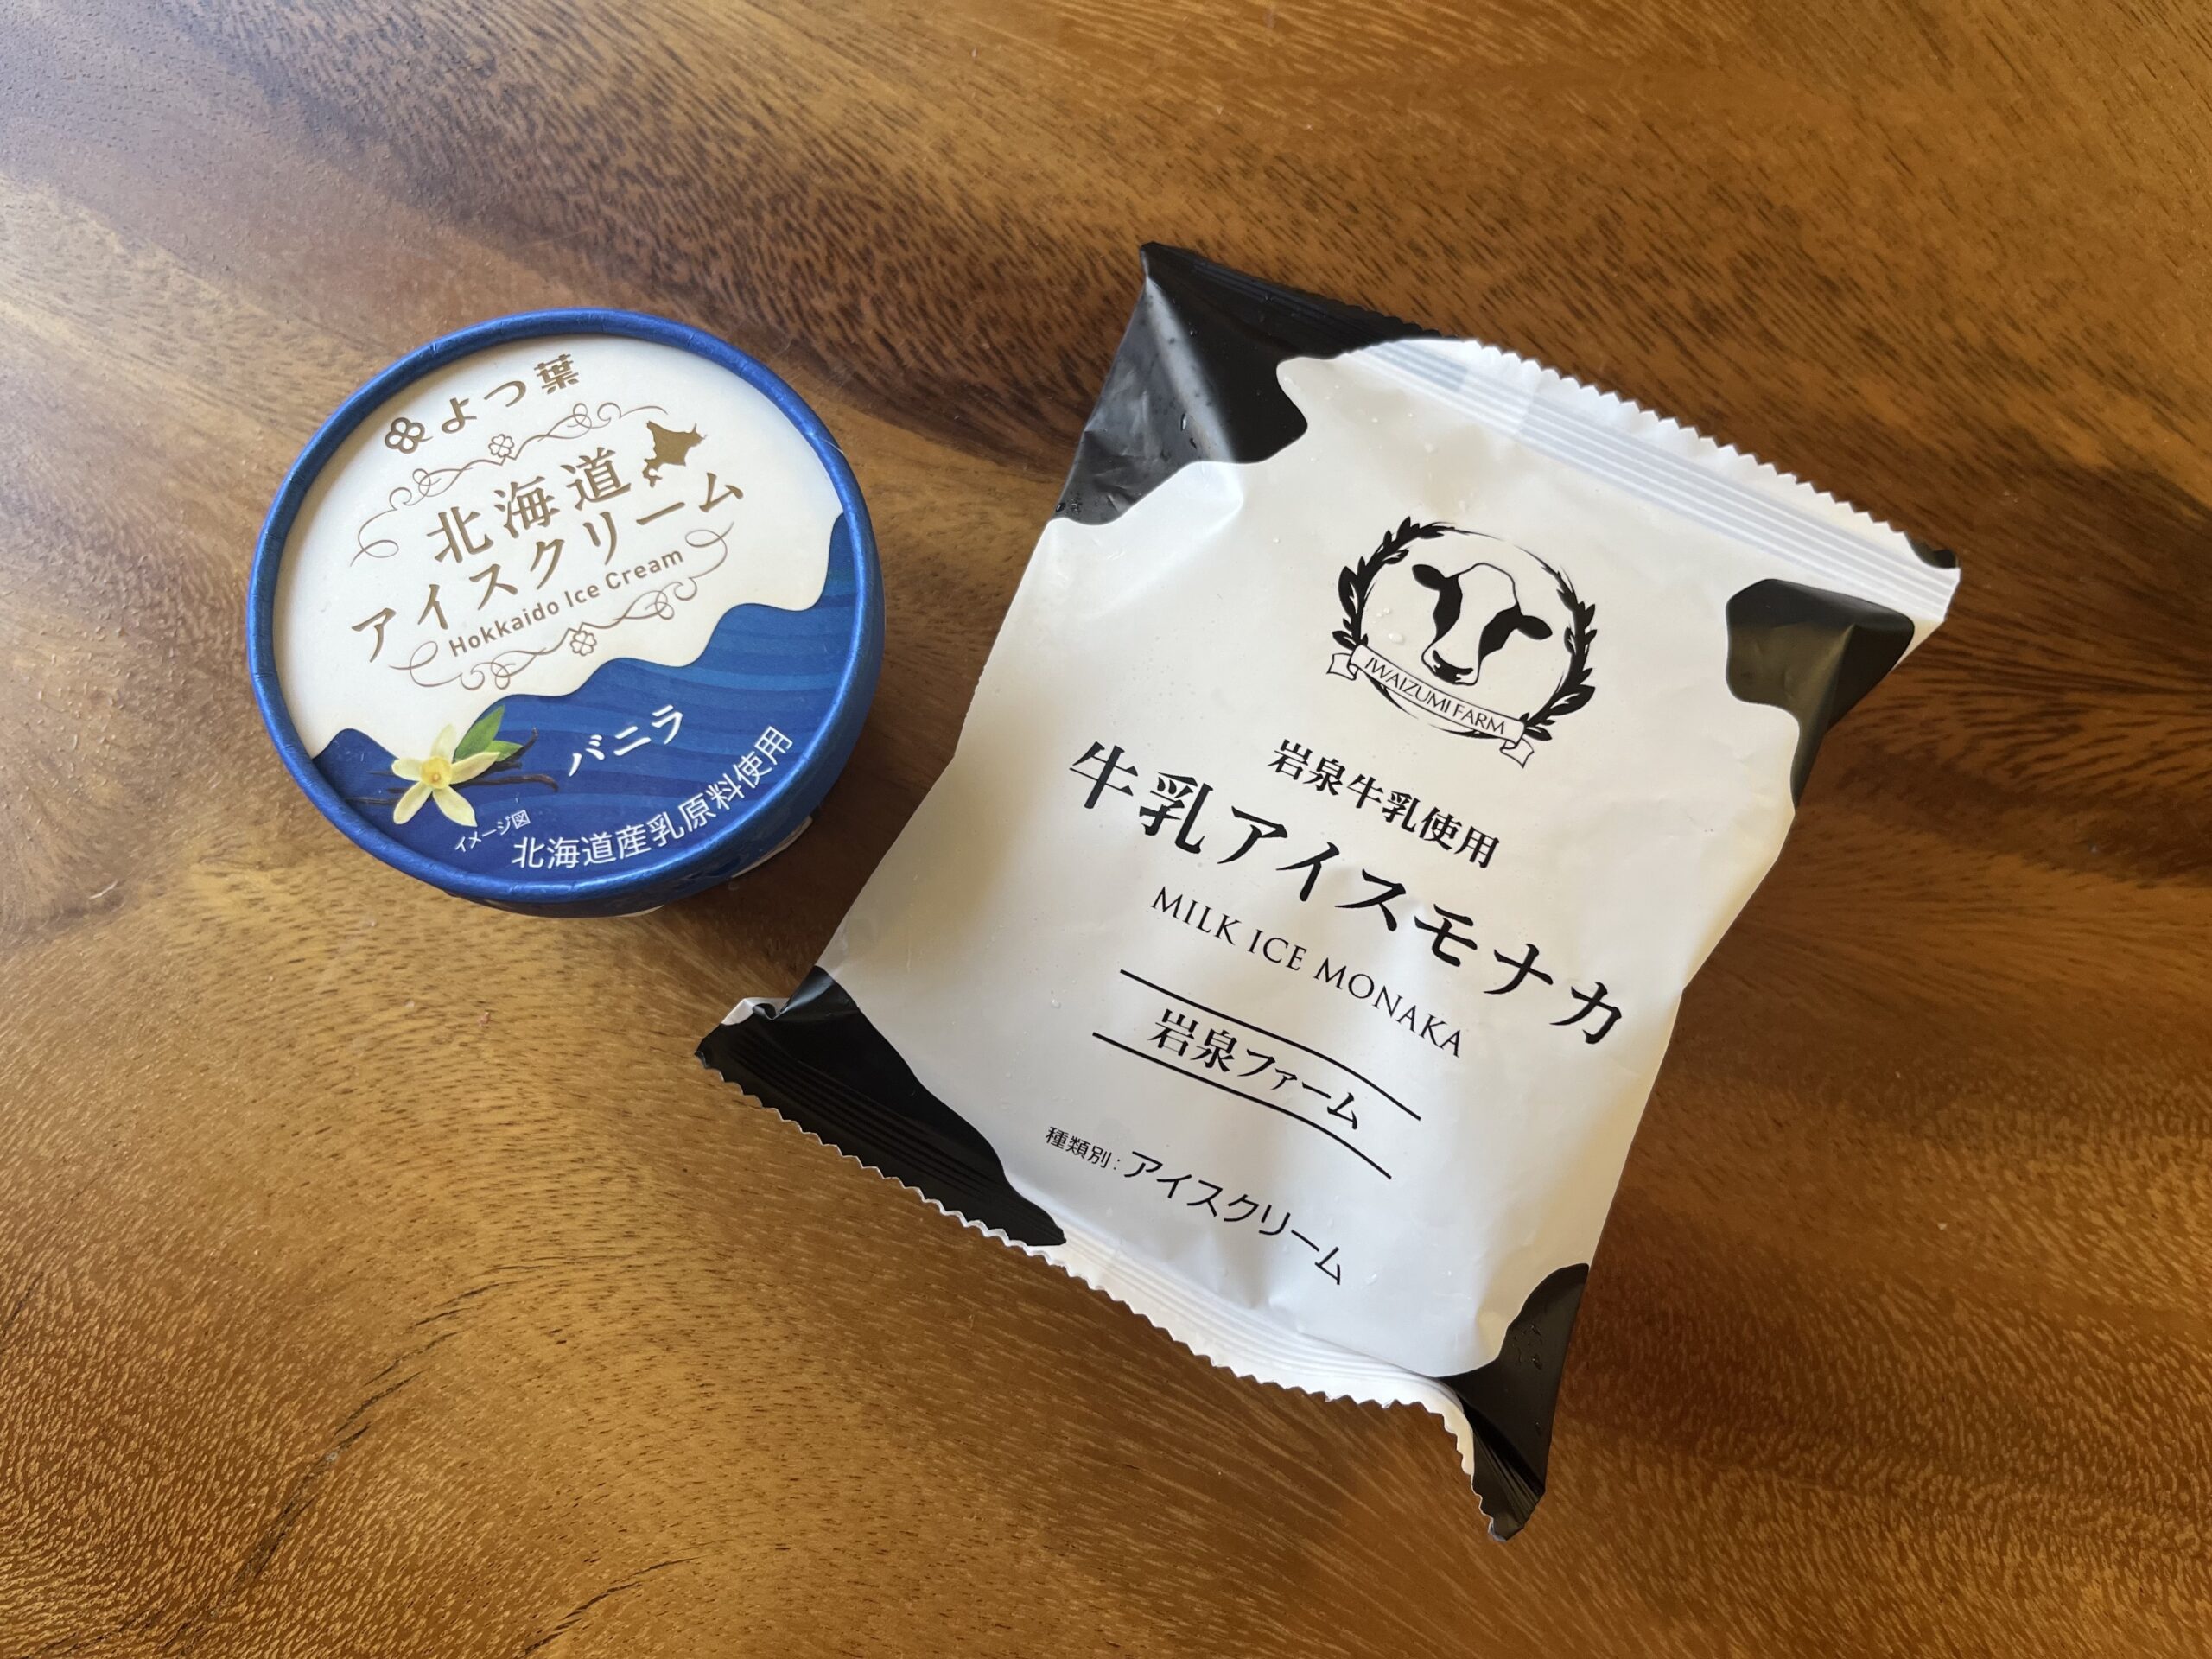 よつ葉
北海道
アイスクリーム
Hokkaido Ice Cream
バニラ
イメージ図
北海道産乳原料使用
IWAIZUMI FARM
岩泉牛乳使用
牛乳アイスモナカ
MILK ICE MONAKA
岩泉ファーム
種類別:アイスクリーム